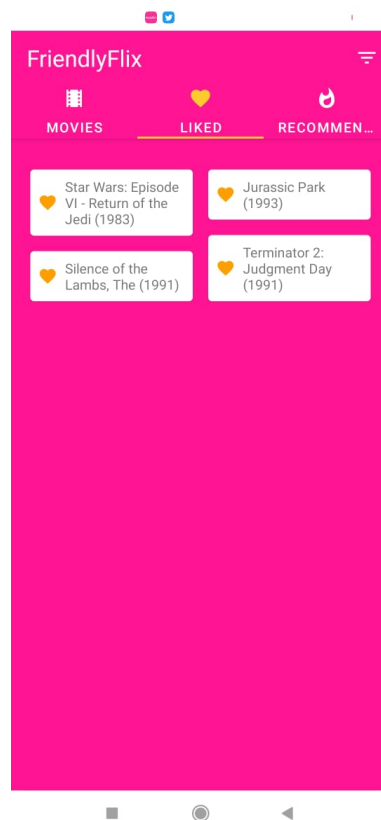 FriendlyFlix
MOVIES
LIKED
RECOMMEN...
Star Wars: Episode
VI - Return of the
Jedi (1983)
Jurassic Park
(1993)
Silence of the
Lambs, The (1991)
Terminator 2:
Judgment Day
(1991)